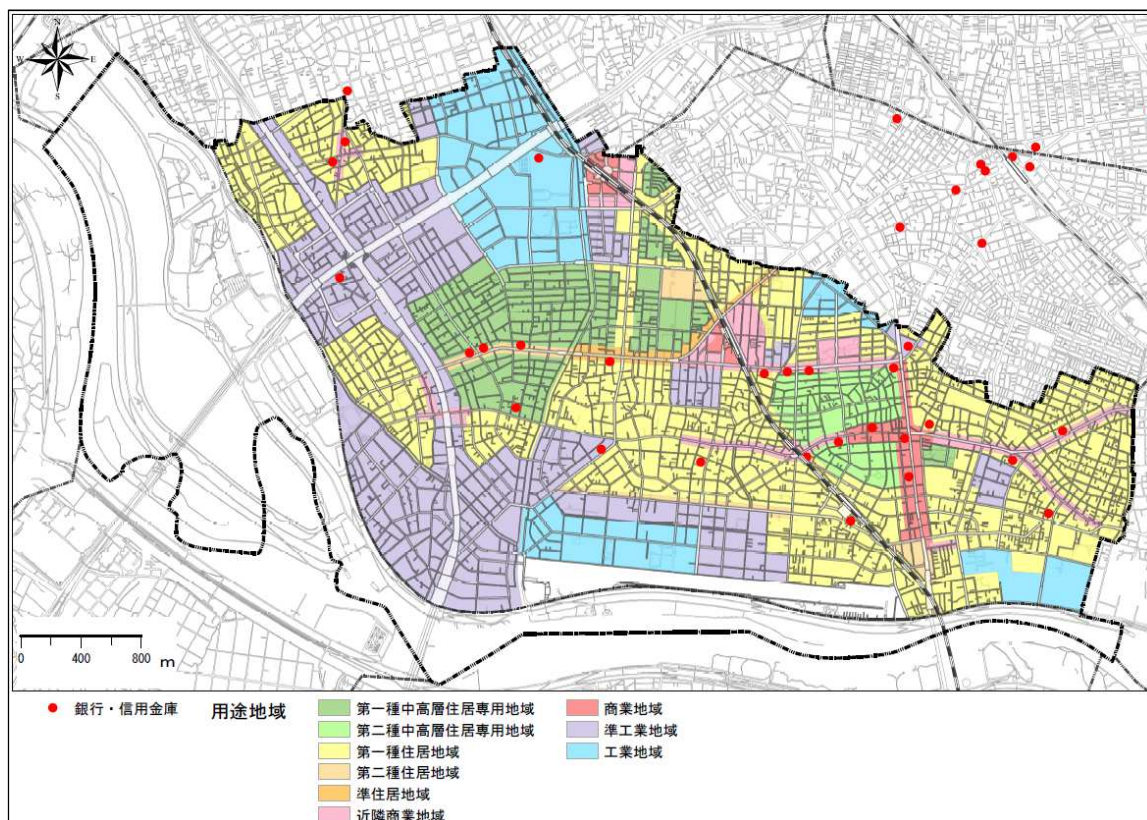 N
W E
S
0 400 800 m
銀行・信用金庫
用途地域
第一種中高層住居専用地域
第二種中高層住居専用地域
第一種住居地域
第二種住居地域
準住居地域
近隣商業地域
商業地域
準工業地域
工業地域